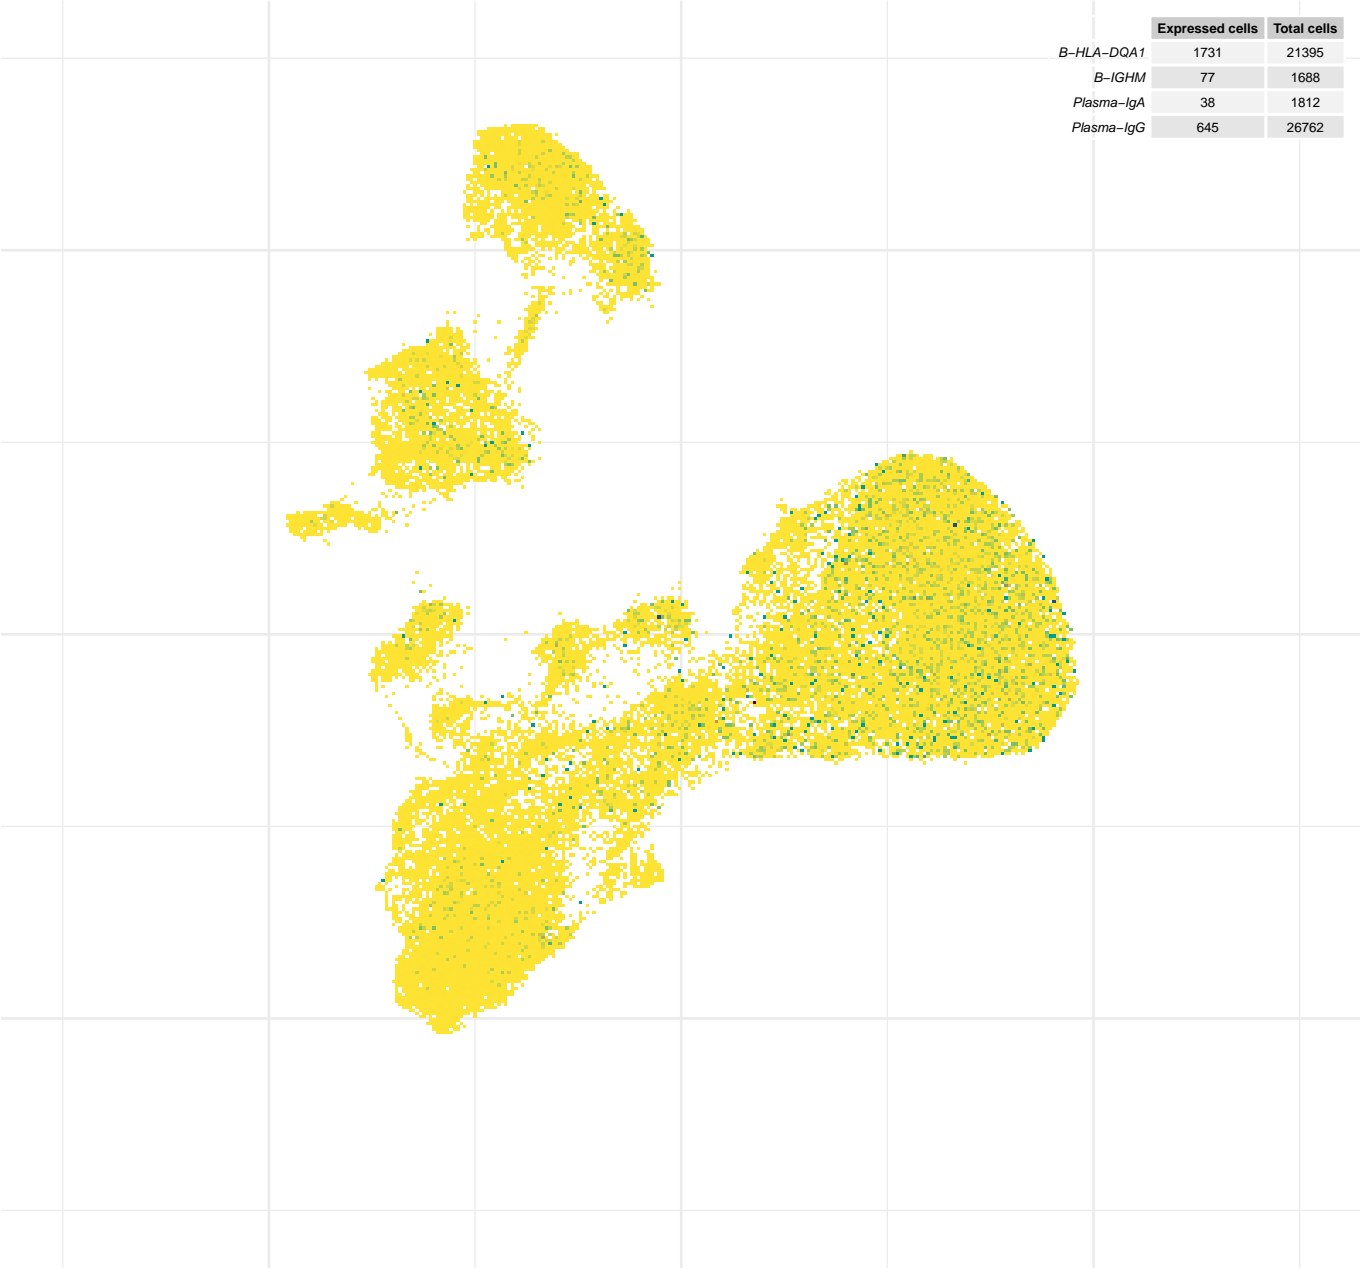 Expressed cells Total cells
B−HLA−DQA1 1731 21395
B−IGHM 77 1688
Plasma−IgA 38 1812
Plasma−IgG 645 26762